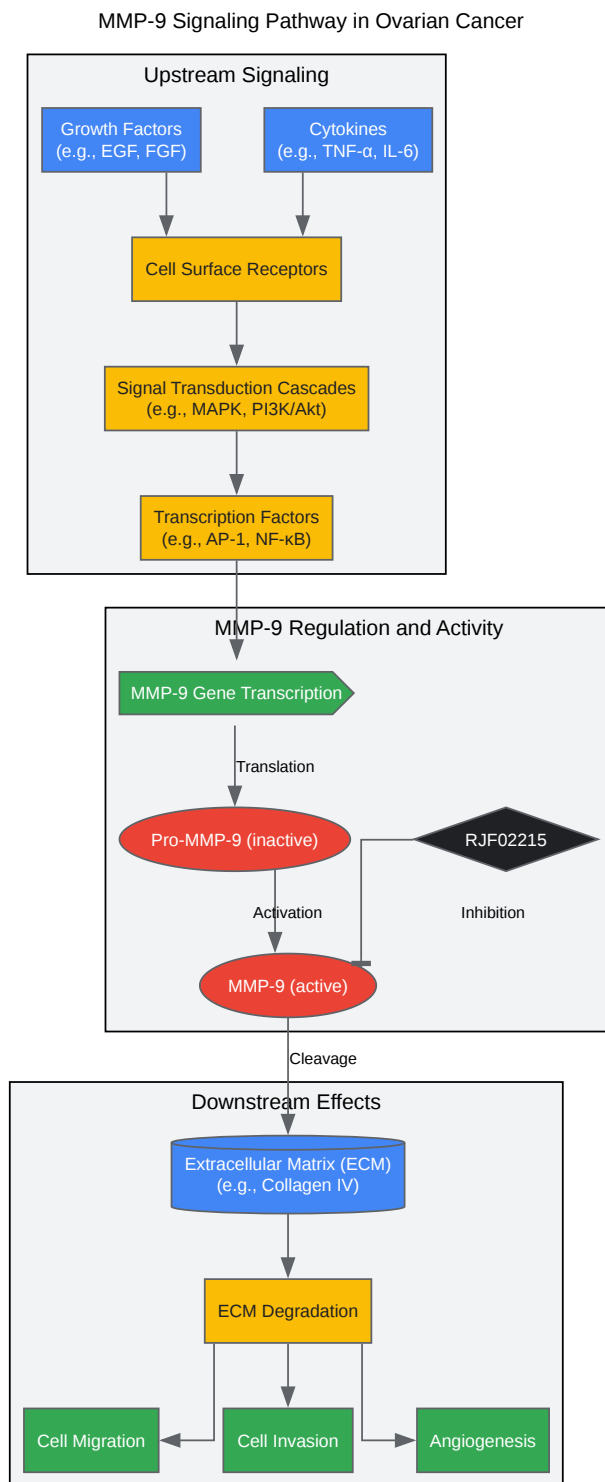 MMP-9 Signaling Pathway in Ovarian Cancer
Upstream Signaling
Growth Factors
(e.g., EGF, FGF)
Cytokines
(e.g., TNF-α, IL-6)
Cell Surface Receptors
Signal Transduction Cascades
(e.g., MAPK, PI3K/Akt)
Transcription Factors
(e.g., AP-1, NF-κB)
MMP-9 Regulation and Activity
MMP-9 Gene Transcription
Translation
Pro-MMP-9 (inactive)
RJF02215
Activation
Inhibition
MMP-9 (active)
Cleavage
Downstream Effects
Extracellular Matrix (ECM)
(e.g., Collagen IV)
ECM Degradation
Cell Migration
Cell Invasion
Angiogenesis